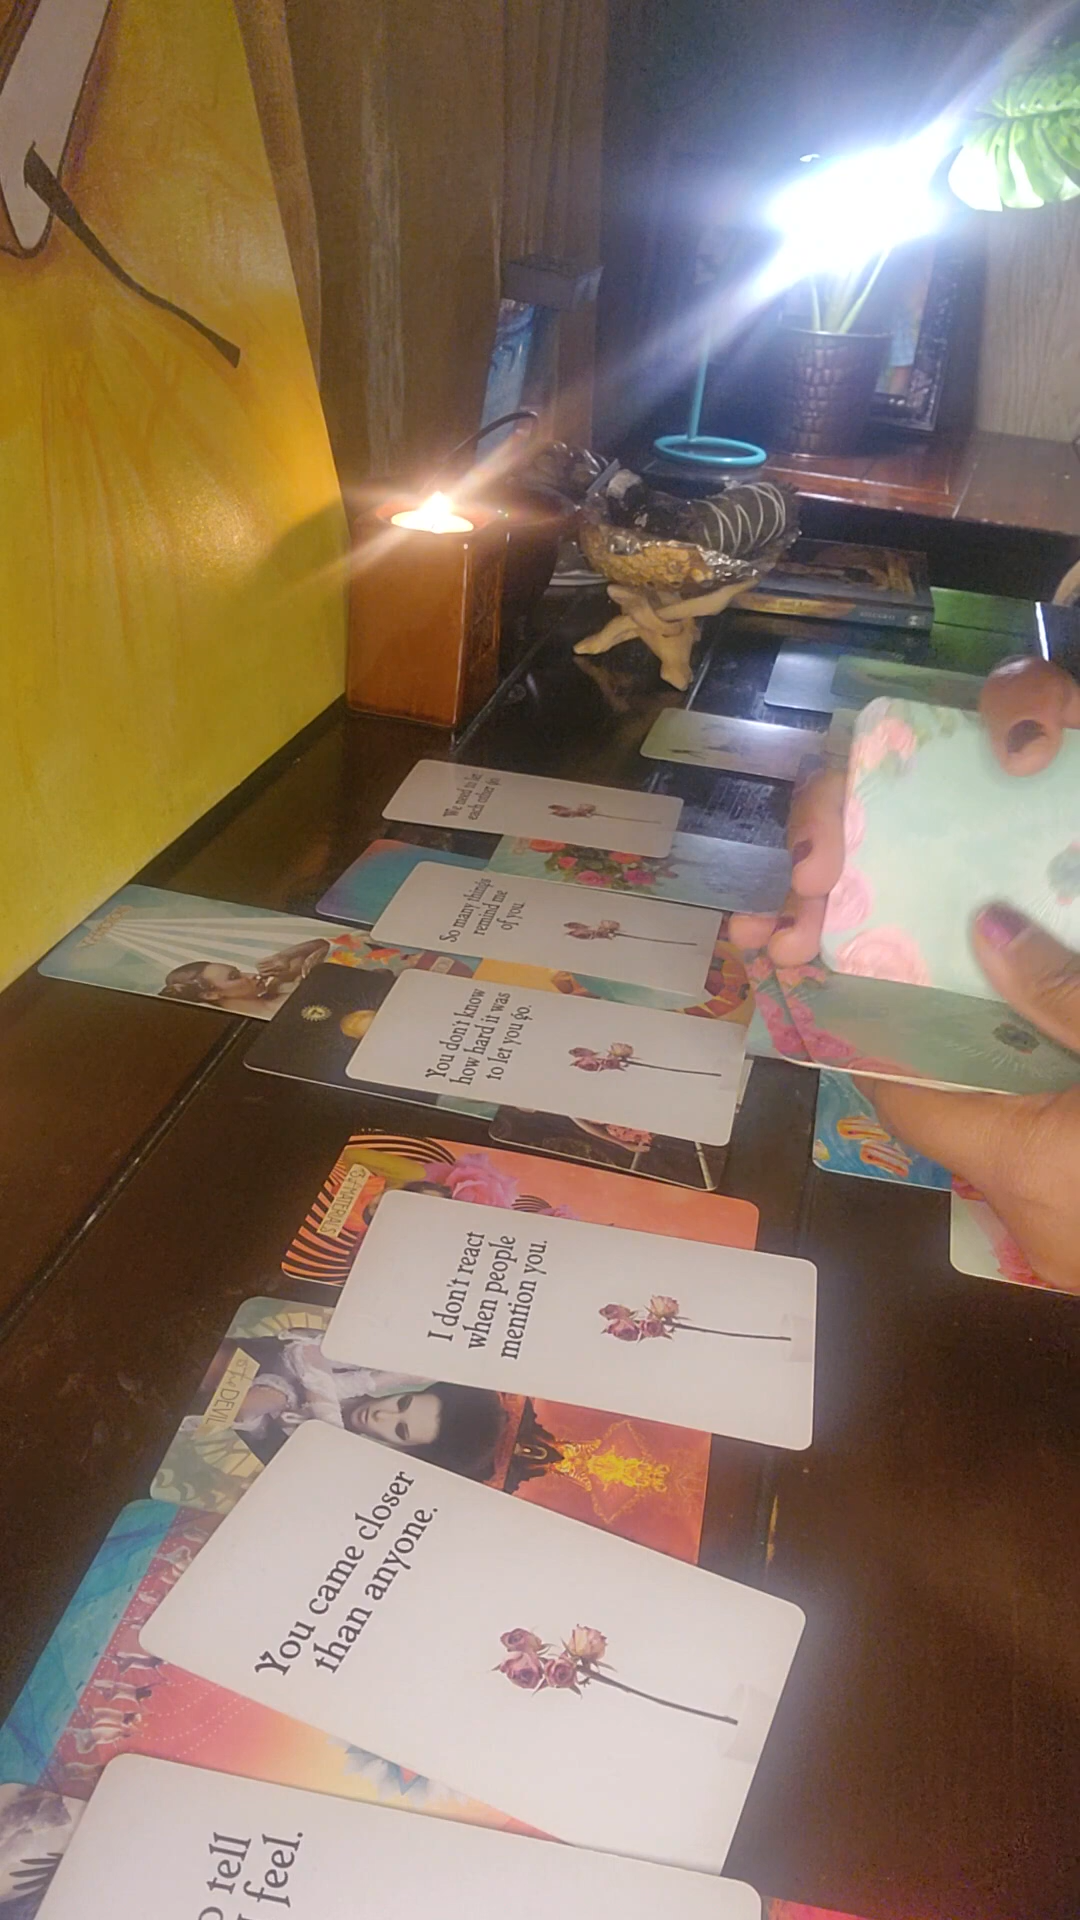 We need to let
each other go
So many things
remind me
of you.
You don't know
how hard it was
to let you go.
MATERIALS
I don't react
when people
mention you.
DEVIL
You came closer
than anyone.
tell
feel.